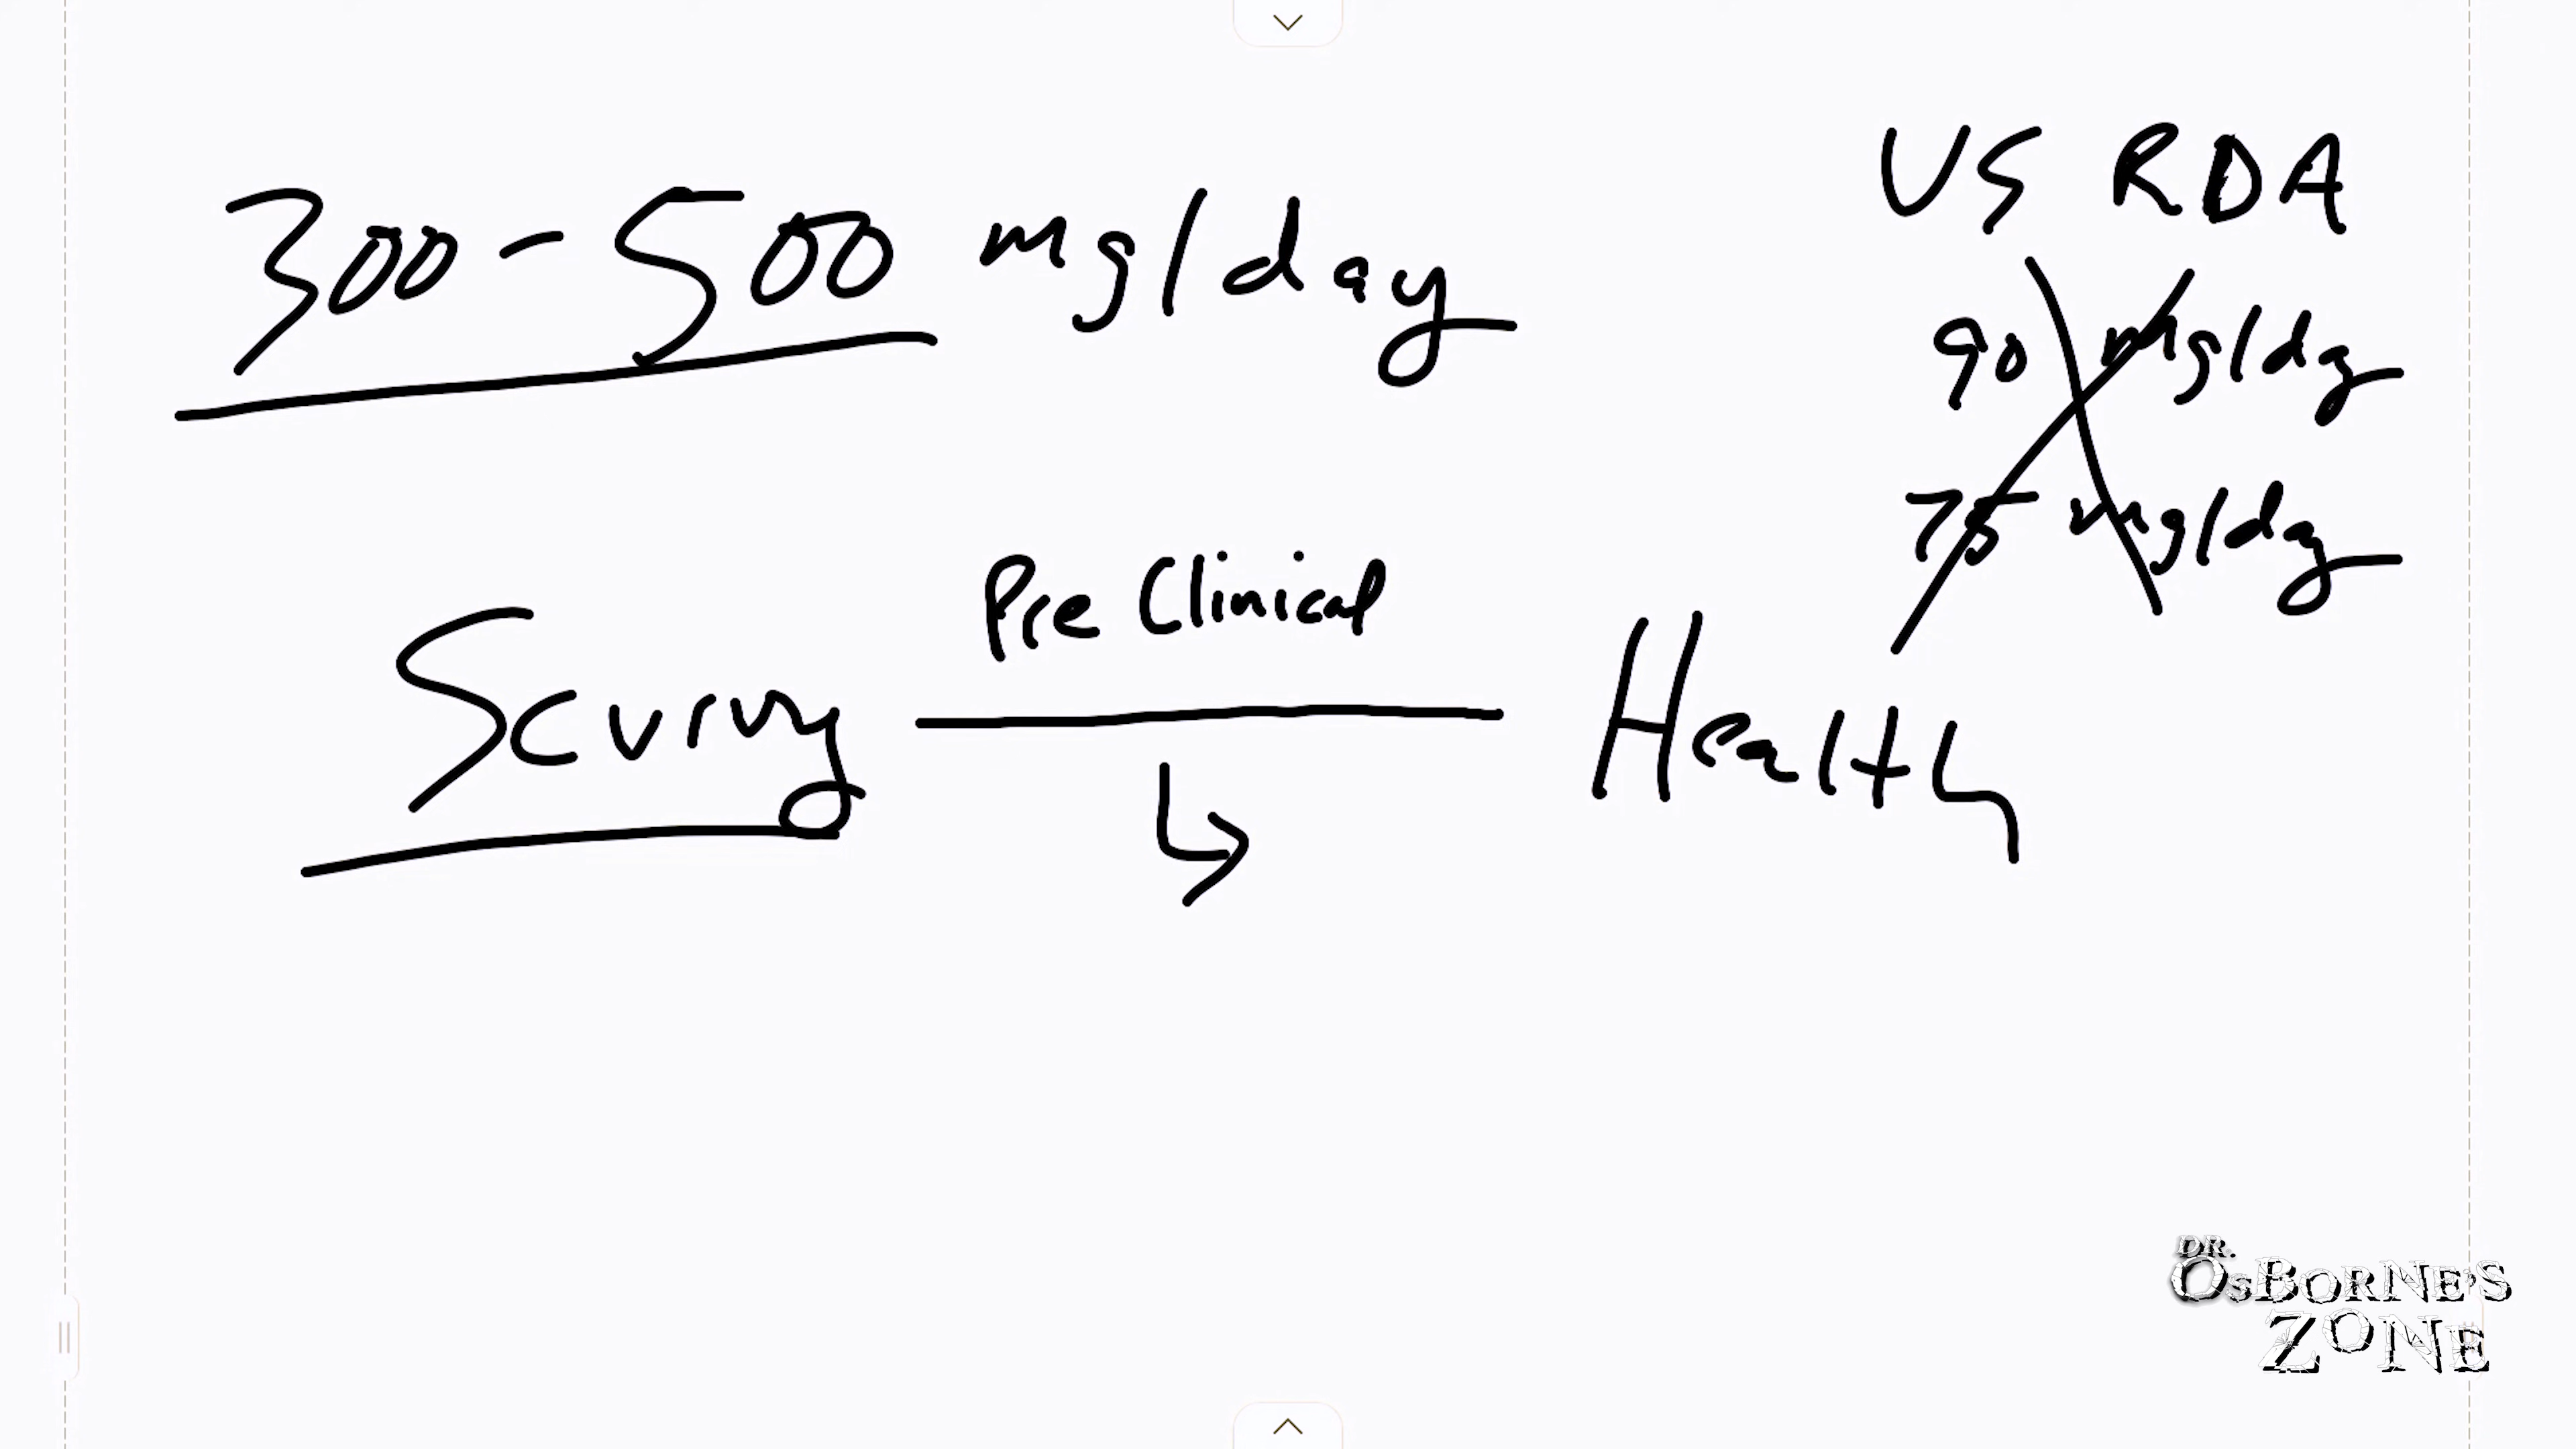 US RDA
300-500 mg/day
90 mg/day
75 mg/day
Pre Clinical
Scurvy
Health
DR.
OSBORNE'S
ZONE